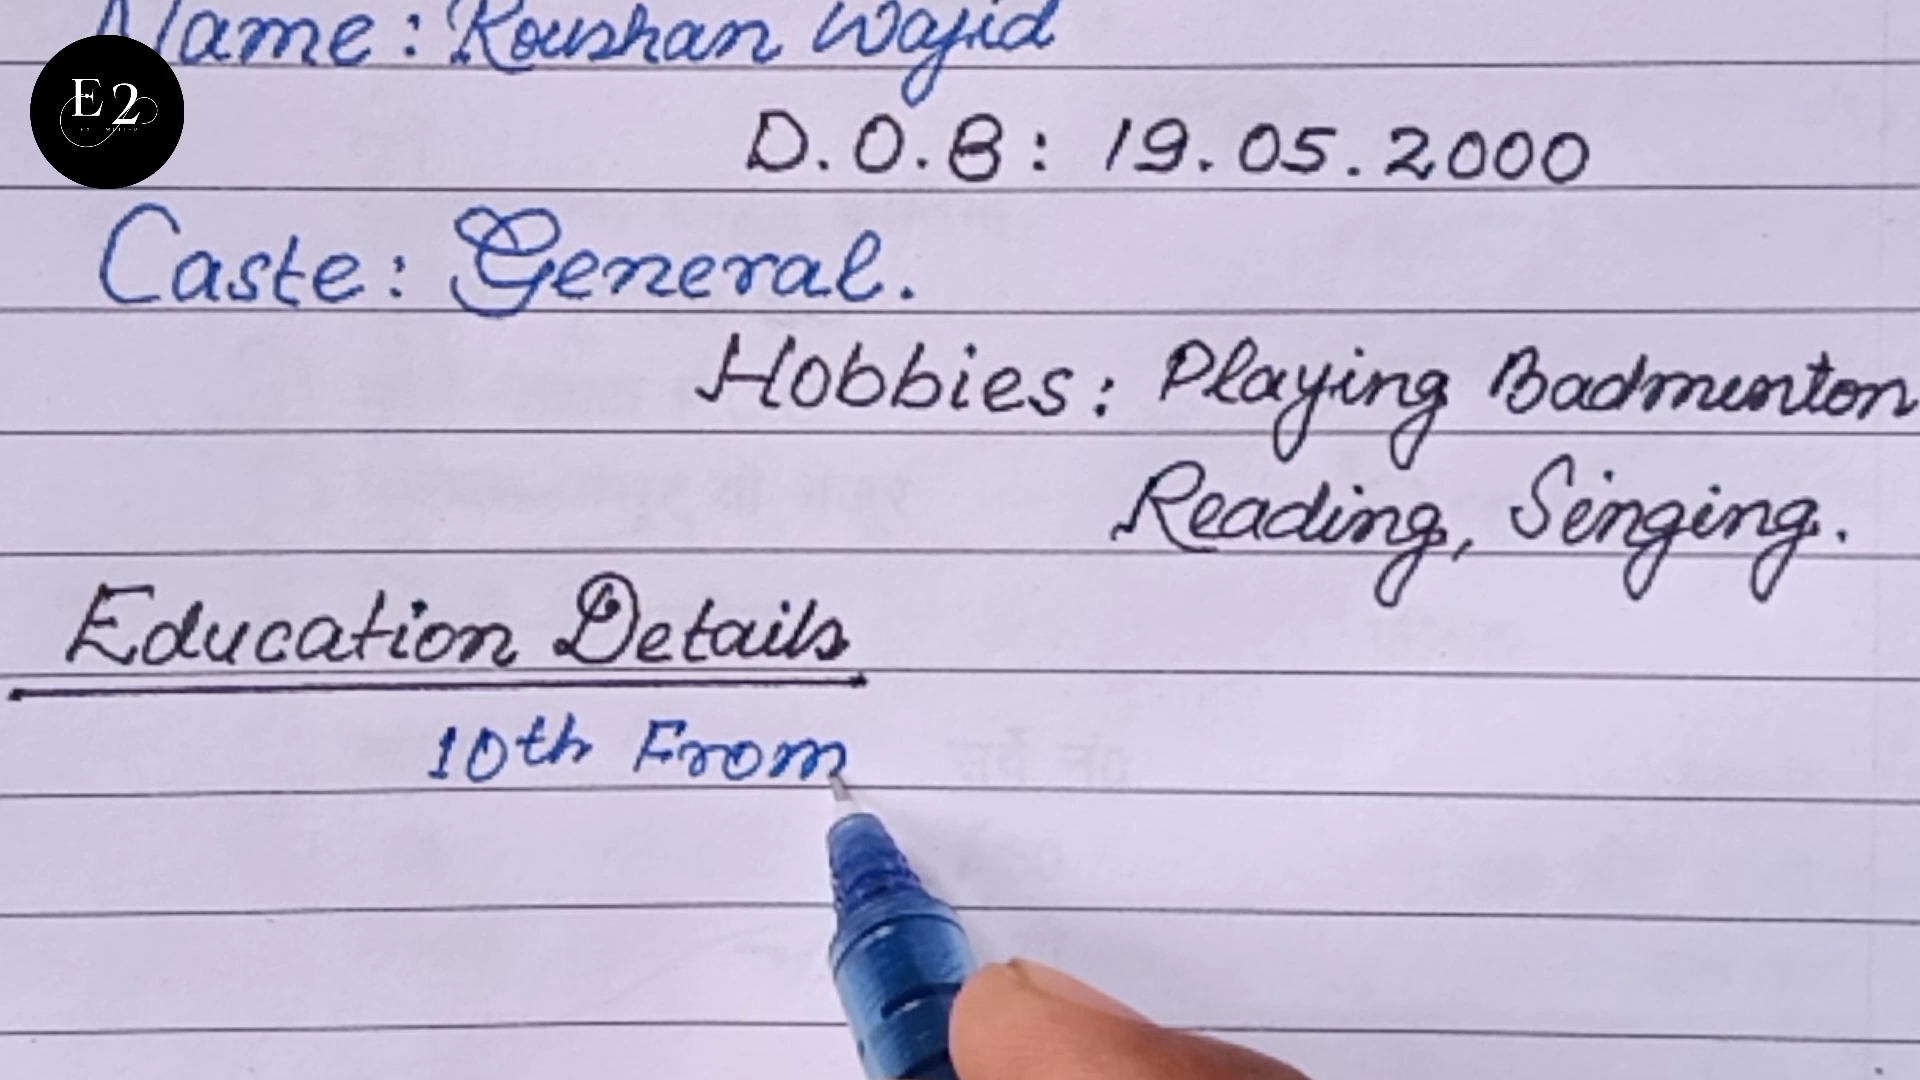 E2
Name: Roushan Wajid
D.O.B: 19.05.2000
Caste: General.
Hobbies: Playing Badminton
Reading, Singing.
Education Details
10th From